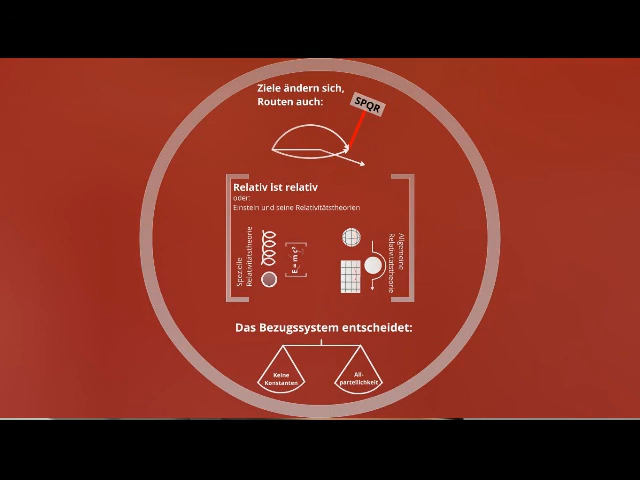 Ziele ändern sich,
Routen auch:
SPQR
Relativ ist relativ
oder:
Einstein und seine Relativitätstheorien
Spezielle
Relativitätstheorie
E = m c²
Allgemeine
Relativitätstheorie
Das Bezugssystem entscheidet:
Keine
Konstanten
All-
parteilichkeit